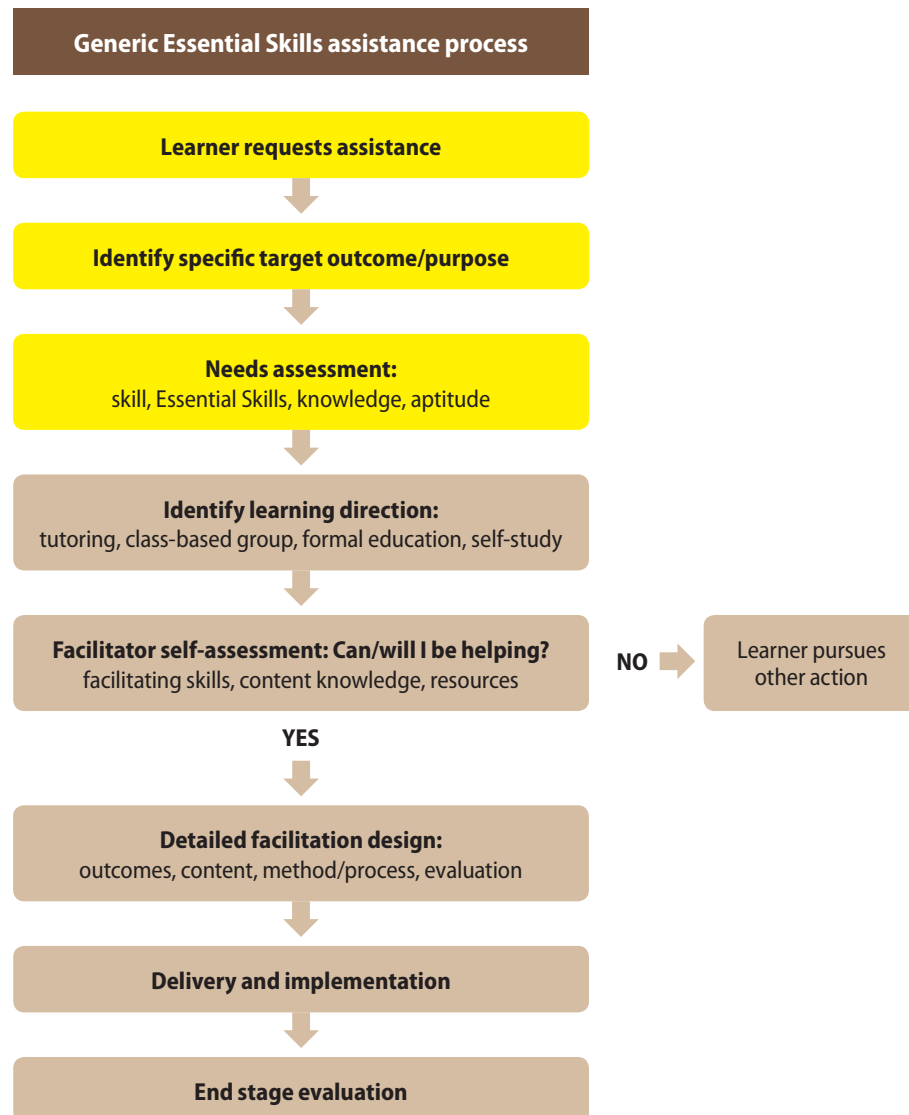 Generic Essential Skills assistance process
Learner requests assistance
Identify specific target outcome/purpose
Needs assessment:
skill, Essential Skills, knowledge, aptitude
Identify learning direction:
tutoring, class-based group, formal education, self-study
Facilitator self-assessment: Can/will I be helping?
facilitating skills, content knowledge, resources
NO
Learner pursues
other action
YES
Detailed facilitation design:
outcomes, content, method/process, evaluation
Delivery and implementation
End stage evaluation